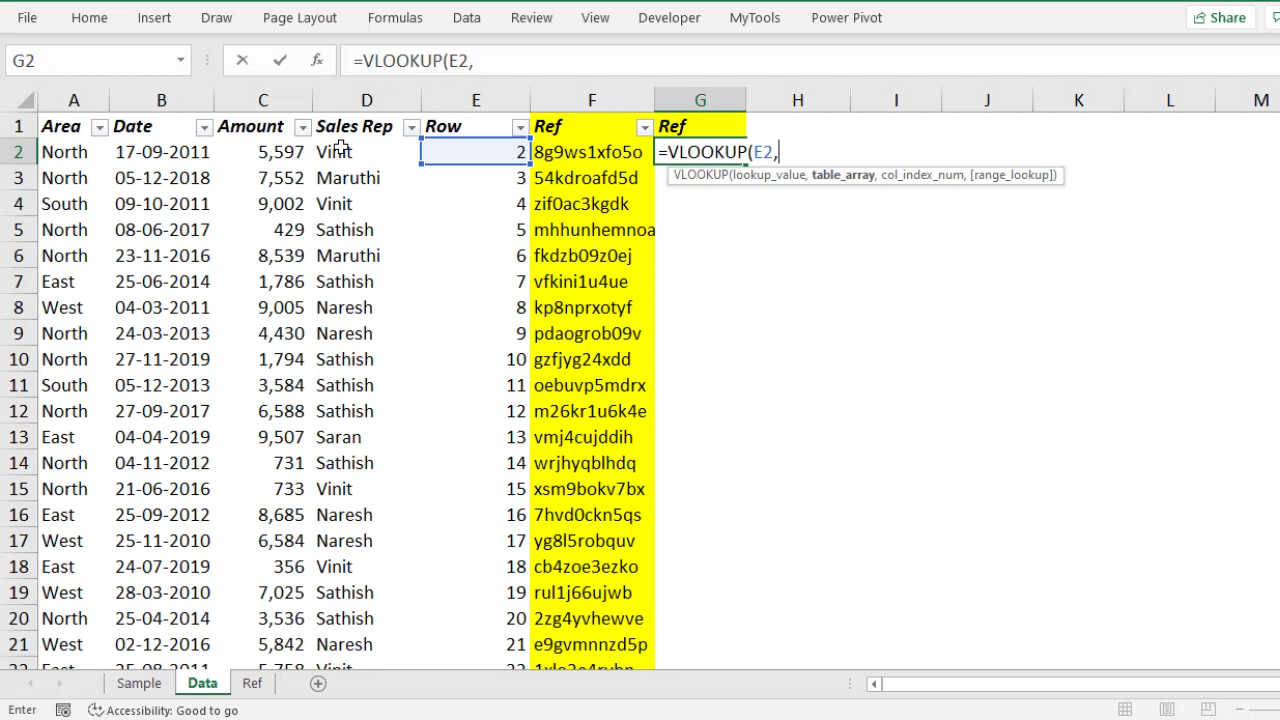 File Home Insert Draw Page Layout Formulas Data Review View Developer MyTools Power Pivot Share
G2 fx =VLOOKUP(E2,
A B C D E F G H I J K L M
1 Area Date Amount Sales Rep Row Ref Ref
2 North 17-09-2011 5,597 Vinit 2 8g9ws1xfo5o =VLOOKUP(E2,
VLOOKUP(lookup_value, table_array, col_index_num, [range_lookup])
3 North 05-12-2018 7,552 Maruthi 3 54kdroafd5d
4 South 09-10-2011 9,002 Vinit 4 zif0ac3kgdk
5 North 08-06-2017 429 Sathish 5 mhhunhemnoa
6 North 23-11-2016 8,539 Maruthi 6 fkdzb09z0ej
7 East 25-06-2014 1,786 Sathish 7 vfkini1u4ue
8 West 04-03-2011 9,005 Naresh 8 kp8nprxotyf
9 North 24-03-2013 4,430 Naresh 9 pdaogrob09v
10 North 27-11-2019 1,794 Sathish 10 gzfjyg24xdd
11 South 05-12-2013 3,584 Sathish 11 oebuvp5mdrx
12 North 27-09-2017 6,588 Sathish 12 m26kr1u6k4e
13 East 04-04-2019 9,507 Saran 13 vmj4cujddih
14 North 04-11-2012 731 Sathish 14 wrjhyqblhdq
15 North 21-06-2016 733 Vinit 15 xsm9bokv7bx
16 East 25-09-2012 8,685 Naresh 16 7hvd0ckn5qs
17 West 25-11-2010 6,584 Naresh 17 yg8l5robquv
18 East 24-07-2019 356 Vinit 18 cb4zoe3ezko
19 West 28-03-2010 7,025 Sathish 19 rul1j66ujwb
20 North 25-04-2014 3,536 Sathish 20 2zg4yvhewve
21 West 02-12-2016 5,842 Naresh 21 e9gvmnnzd5p
22 East 25-08-2011 5,758 Vinit 22
Sample Data Ref
Enter Accessibility: Good to go